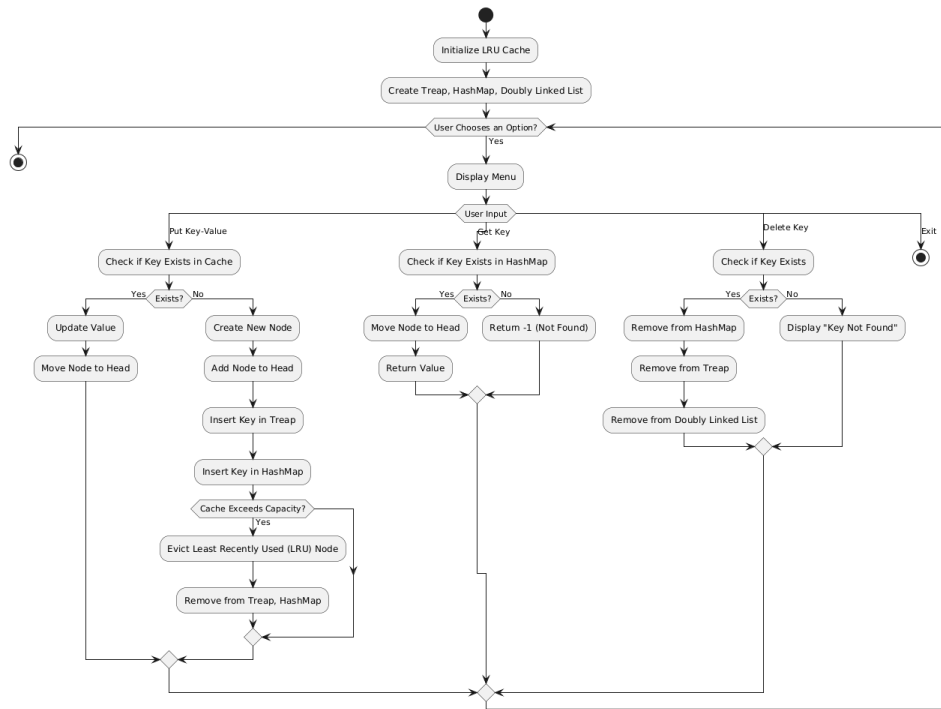 Initialize LRU Cache
Create Treap, HashMap, Doubly Linked List
User Chooses an Option?
Yes
Display Menu
User Input
Put Key-Value
Get Key
Delete Key
Exit
Check if Key Exists in Cache
Check if Key Exists in HashMap
Check if Key Exists
Yes
Exists?
No
Yes
Exists?
No
Yes
Exists?
No
Update Value
Create New Node
Move Node to Head
Return -1 (Not Found)
Remove from HashMap
Display "Key Not Found"
Move Node to Head
Add Node to Head
Return Value
Remove from Treap
Insert Key in Treap
Remove from Doubly Linked List
Insert Key in HashMap
Cache Exceeds Capacity?
Yes
Evict Least Recently Used (LRU) Node
Remove from Treap, HashMap